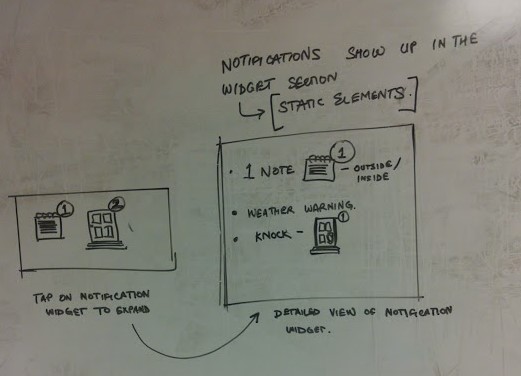 NOTIFICATIONS SHOW UP IN THE
WIDGET SECTION
[STATIC ELEMENTS.]
• 1 NOTE 1 - OUTSIDE/
INSIDE
• WEATHER WARNING.
• KNOCK - 1
1 2
TAP ON NOTIFICATION
WIDGET TO EXPAND
DETAILED VIEW OF NOTIFICATION
WIDGET.